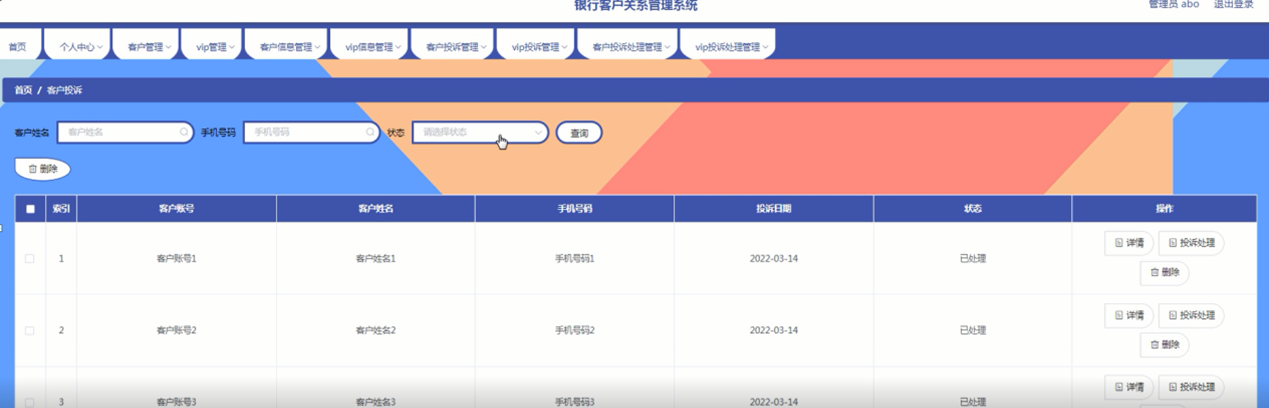 银行客户关系管理系统
管理员 abo 退出登录
首页 个人中心 客户管理 vip管理 客户信息管理 vip信息管理 客户投诉管理 vip投诉管理 客户投诉处理管理 vip投诉处理管理
首页 / 客户投诉
客户姓名 客户姓名 手机号码 手机号码 状态 请选择状态 查询
删除
索引 客户账号 客户姓名 手机号码 投诉日期 状态 操作
1 客户账号1 客户姓名1 手机号码1 2022-03-14 已处理 详情 投诉处理
删除
2 客户账号2 客户姓名2 手机号码2 2022-03-14 已处理 详情 投诉处理
删除
3 客户账号3 客户姓名3 手机号码3 2022-03-14 已处理 详情 投诉处理